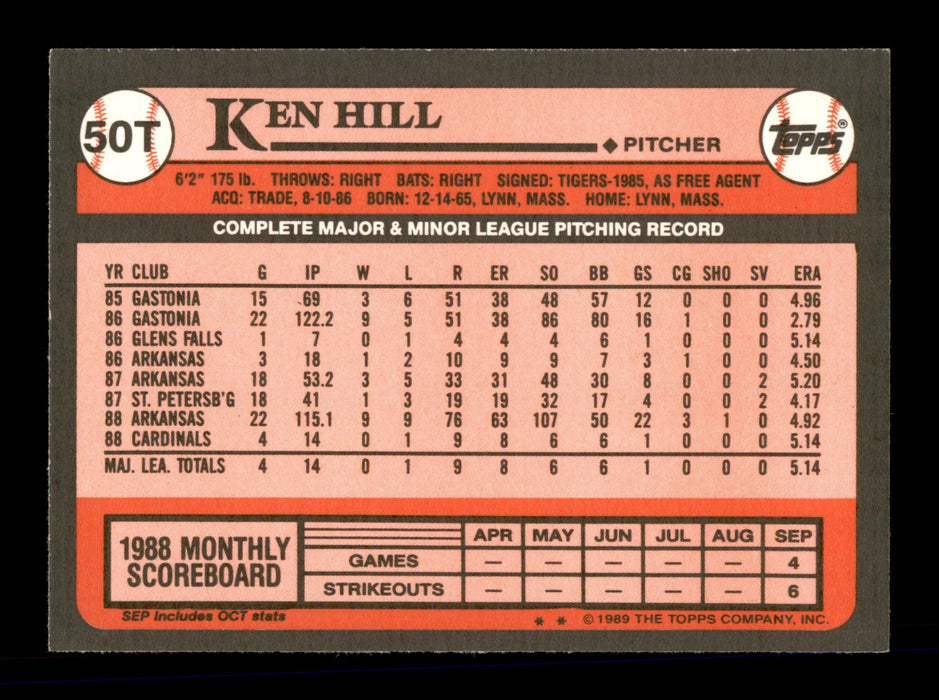 50T KEN HILL
◆ PITCHER
TOPPS®
6'2" 175 lb. THROWS: RIGHT BATS: RIGHT SIGNED: TIGERS-1985, AS FREE AGENT
ACQ: TRADE, 8-10-86 BORN: 12-14-65, LYNN, MASS. HOME: LYNN, MASS.
COMPLETE MAJOR & MINOR LEAGUE PITCHING RECORD
YR CLUB G IP W L R ER SO BB GS CG SHO SV ERA
85 GASTONIA 15 69 3 6 51 38 48 57 12 0 0 0 4.96
86 GASTONIA 22 122.2 9 5 51 38 86 80 16 1 0 0 2.79
86 GLENS FALLS 1 7 0 1 4 4 4 6 1 0 0 0 5.14
86 ARKANSAS 3 18 1 2 10 9 9 7 3 1 0 0 4.50
87 ARKANSAS 18 53.2 3 5 33 31 48 30 8 0 0 2 5.20
87 ST. PETERSB'G 18 41 1 3 19 19 32 17 4 0 0 2 4.17
88 ARKANSAS 22 115.1 9 9 76 63 107 50 22 3 1 0 4.92
88 CARDINALS 4 14 0 1 9 8 6 6 1 0 0 0 5.14
MAJ. LEA. TOTALS 4 14 0 1 9 8 6 6 1 0 0 0 5.14
1988 MONTHLY
SCOREBOARD
APR MAY JUN JUL AUG SEP
GAMES — — — — — 4
STRIKEOUTS — — — — — 6
SEP includes OCT stats
* * © 1989 THE TOPPS COMPANY, INC.